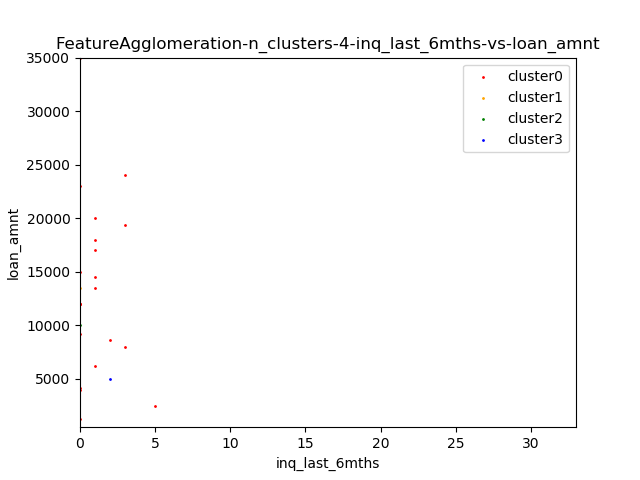 FeatureAgglomeration-n_clusters-4-inq_last_6mths-vs-loan_amnt
35000
30000
25000
20000
15000
10000
5000
loan_amnt
cluster0
cluster1
cluster2
cluster3
0 5 10 15 20 25 30
inq_last_6mths